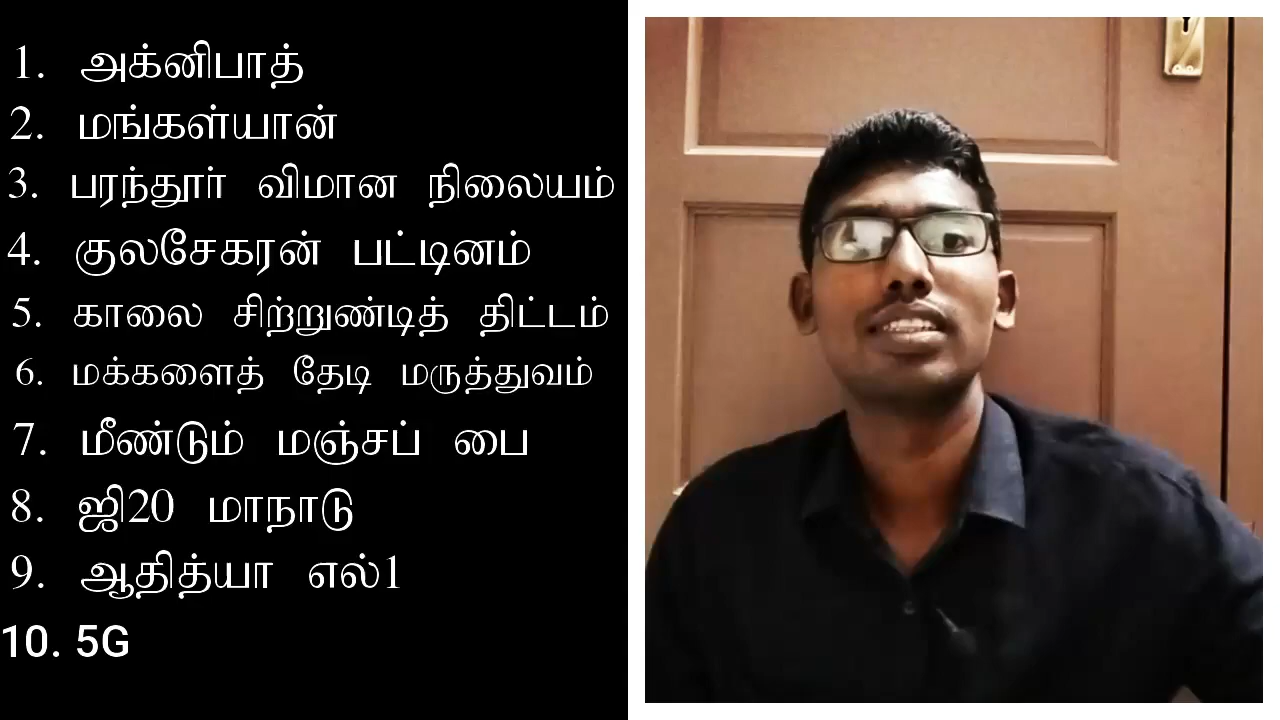 1. அக்னிபாத்
2. மங்கள்யான்
3. பரந்தூர் விமான நிலையம்
4. குலசேகரன் பட்டினம்
5. காலை சிற்றுண்டித் திட்டம்
6. மக்களைத் தேடி மருத்துவம்
7. மீண்டும் மஞ்சப் பை
8. ஜி20 மாநாடு
9. ஆதித்யா எல்1
10. 5G